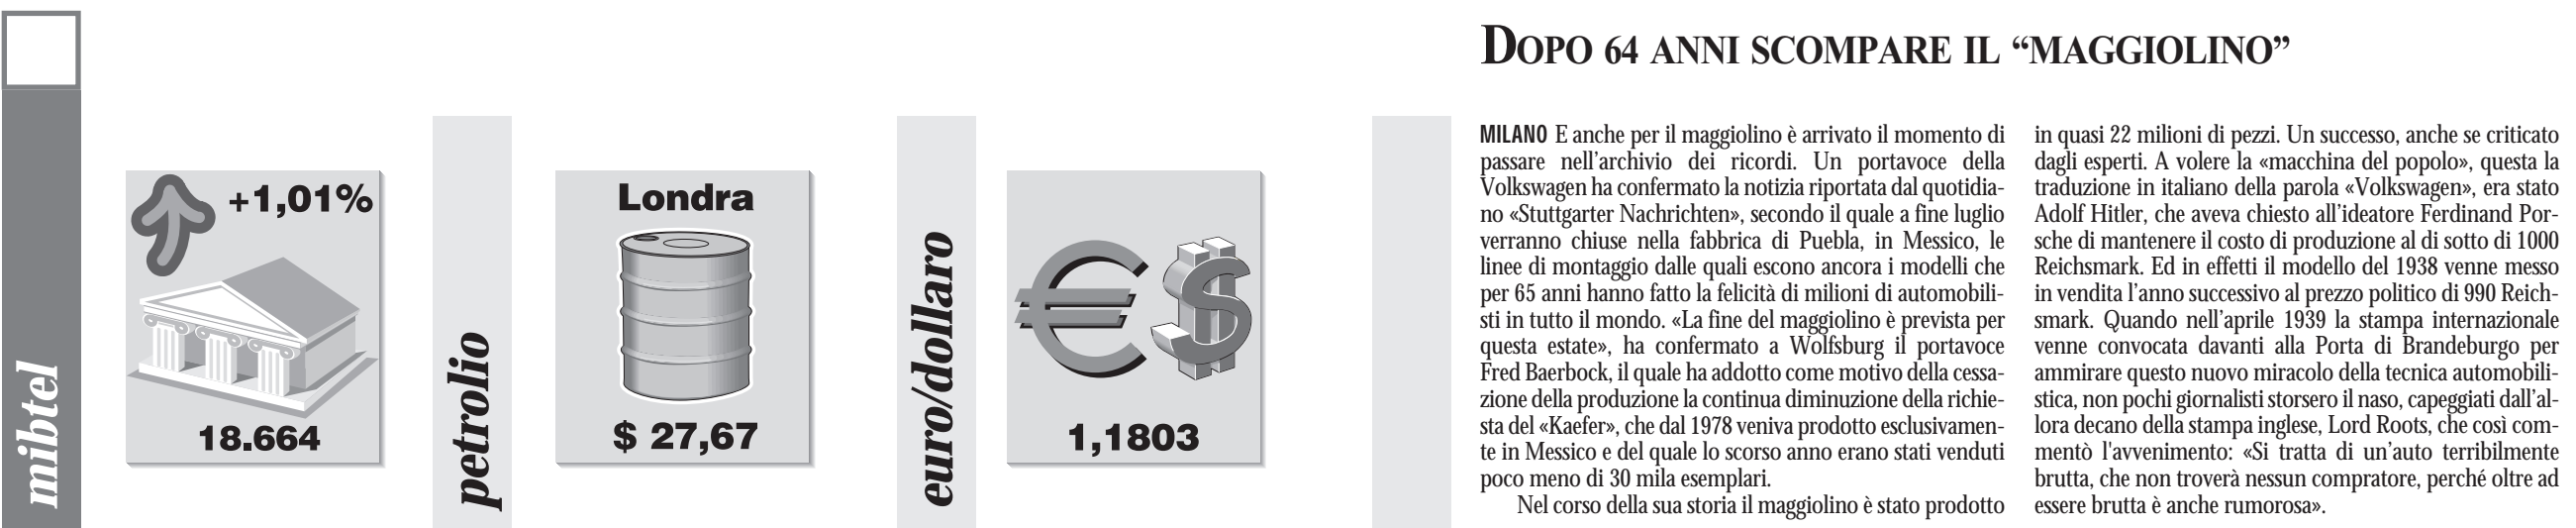 mibtel
+1,01%
18.664
petrolio
Londra
$ 27,67
euro/dollaro
1,1803
DOPO 64 ANNI SCOMPARE IL “MAGGIOLINO”
MILANO E anche per il maggiolino è arrivato il momento di
passare nell'archivio dei ricordi. Un portavoce della
Volkswagen ha confermato la notizia riportata dal quotidia-
no «Stuttgarter Nachrichten», secondo il quale a fine luglio
verranno chiuse nella fabbrica di Puebla, in Messico, le
linee di montaggio dalle quali escono ancora i modelli che
per 65 anni hanno fatto la felicità di milioni di automobili-
sti in tutto il mondo. «La fine del maggiolino è prevista per
questa estate», ha confermato a Wolfsburg il portavoce
Fred Baerbock, il quale ha addotto come motivo della cessa-
zione della produzione la continua diminuzione della richie-
sta del «Kaefer», che dal 1978 veniva prodotto esclusivamen-
te in Messico e del quale lo scorso anno erano stati venduti
poco meno di 30 mila esemplari.
Nel corso della sua storia il maggiolino è stato prodotto
in quasi 22 milioni di pezzi. Un successo, anche se criticato
dagli esperti. A volere la «macchina del popolo», questa la
traduzione in italiano della parola «Volkswagen», era stato
Adolf Hitler, che aveva chiesto all'ideatore Ferdinand Por-
sche di mantenere il costo di produzione al di sotto di 1000
Reichsmark. Ed in effetti il modello del 1938 venne messo
in vendita l'anno successivo al prezzo politico di 990 Reich-
smark. Quando nell'aprile 1939 la stampa internazionale
venne convocata davanti alla Porta di Brandeburgo per
ammirare questo nuovo miracolo della tecnica automobili-
stica, non pochi giornalisti storsero il naso, capeggiati dall'al-
lora decano della stampa inglese, Lord Roots, che così com-
mentò l'avvenimento: «Si tratta di un'auto terribilmente
brutta, che non troverà nessun compratore, perché oltre ad
essere brutta è anche rumorosa».